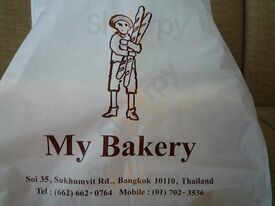 My Bakery
Soi 35, Sukhumvit Rd., Bangkok 10110, Thailand
Tel : (662) 662-0764 Mobile : (01) 702-3536